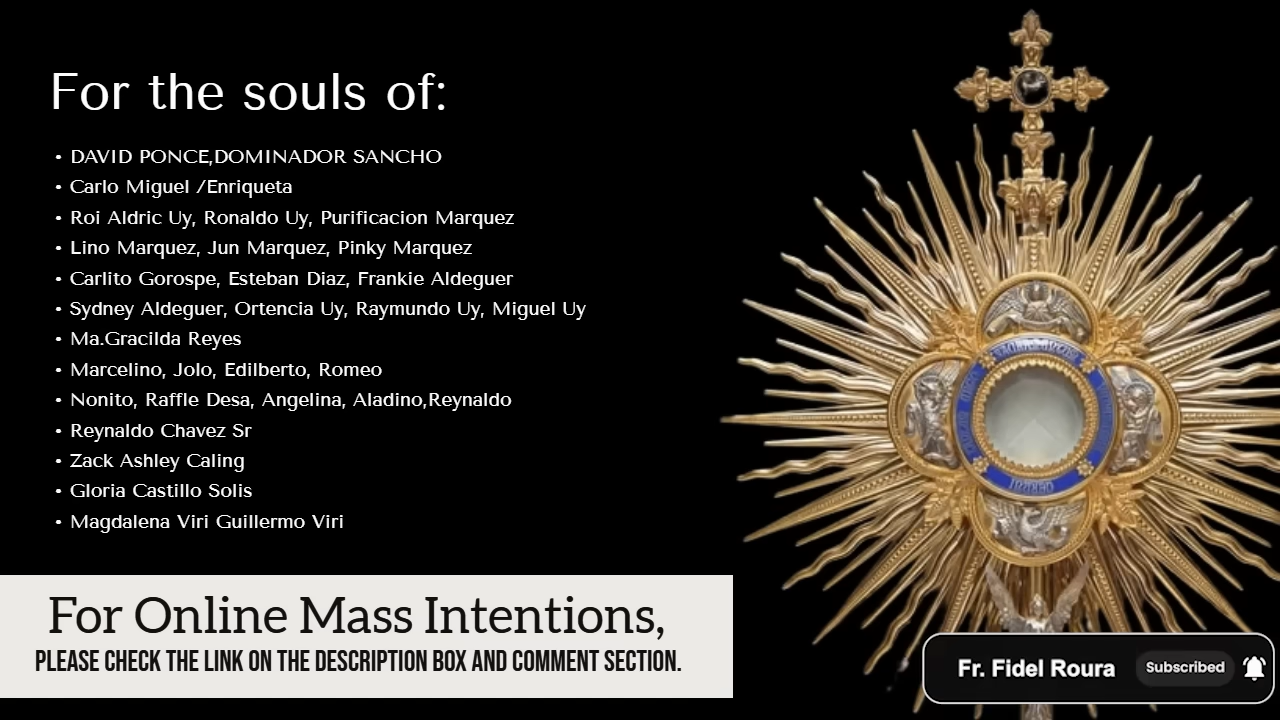 For the souls of:
• DAVID PONCE,DOMINADOR SANCHO
• Carlo Miguel /Enriqueta
• Roi Aldric Uy, Ronaldo Uy, Purificacion Marquez
• Lino Marquez, Jun Marquez, Pinky Marquez
• Carlito Gorospe, Esteban Diaz, Frankie Aldeguer
• Sydney Aldeguer, Ortencia Uy, Raymundo Uy, Miguel Uy
• Ma.Gracilda Reyes
• Marcelino, Jolo, Edilberto, Romeo
• Nonito, Raffle Desa, Angelina, Aladino,Reynaldo
• Reynaldo Chavez Sr
• Zack Ashley Caling
• Gloria Castillo Solis
• Magdalena Viri Guillermo Viri
For Online Mass Intentions,
PLEASE CHECK THE LINK ON THE DESCRIPTION BOX AND COMMENT SECTION.
Fr. Fidel Roura Subscribed